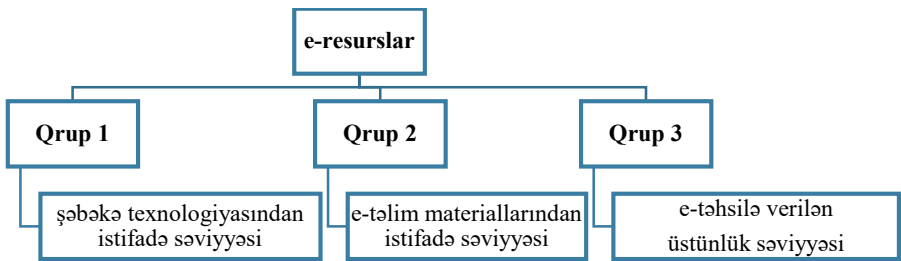 e-resurslar
Qrup 1
Qrup 2
Qrup 3
şəbəkə texnologiyasından
istifadə səviyyəsi
e-təlim materiallarından
istifadə səviyyəsi
e-təhsilə verilən
üstünlük səviyyəsi